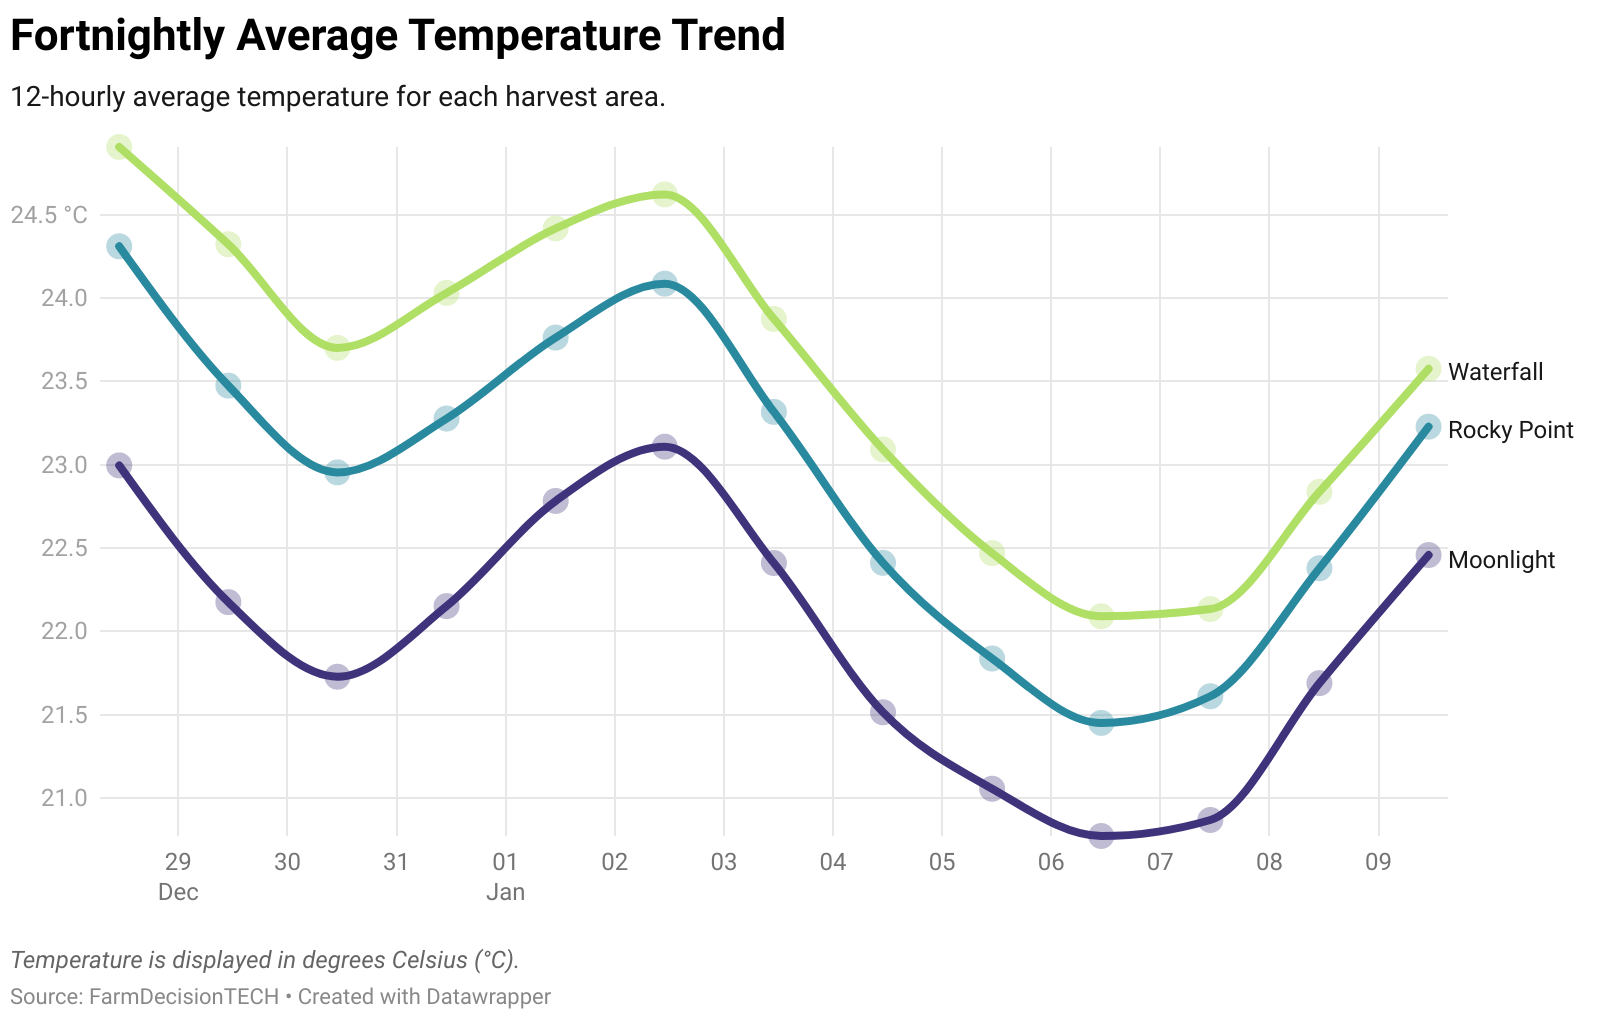 Fortnightly Average Temperature Trend
12-hourly average temperature for each harvest area.
24.5 °C
24.0
23.5
23.0
22.5
22.0
21.5
21.0
Waterfall
Rocky Point
Moonlight
29 30 31 01 02 03 04 05 06 07 08 09
Dec Jan
Temperature is displayed in degrees Celsius (°C).
Source: FarmDecisionTECH • Created with Datawrapper